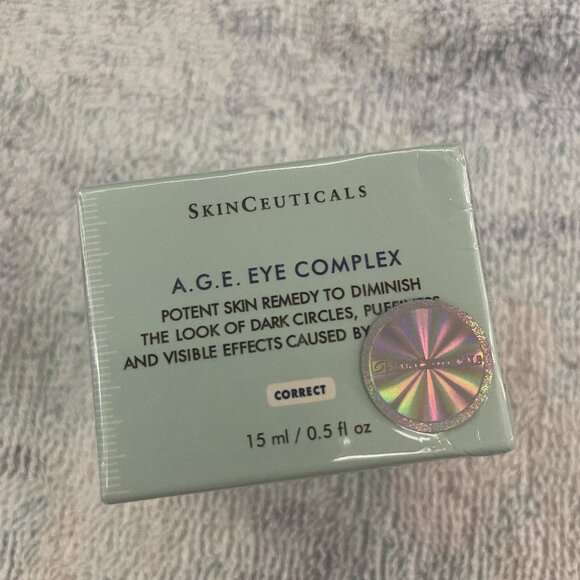 SKINCEUTICALS
A.G.E. EYE COMPLEX
POTENT SKIN REMEDY TO DIMINISH
THE LOOK OF DARK CIRCLES, PUFFINESS
AND VISIBLE EFFECTS CAUSED BY
CORRECT
15 ml / 0.5 fl oz